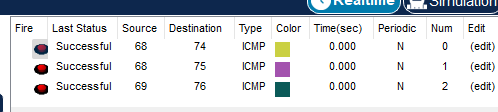 Realtime Simulation
Fire Last Status Source Destination Type Color Time(sec) Periodic Num Edit
Successful 68 74 ICMP 0.000 N 0 (edit)
Successful 68 75 ICMP 0.000 N 1 (edit)
Successful 69 76 ICMP 0.000 N 2 (edit)